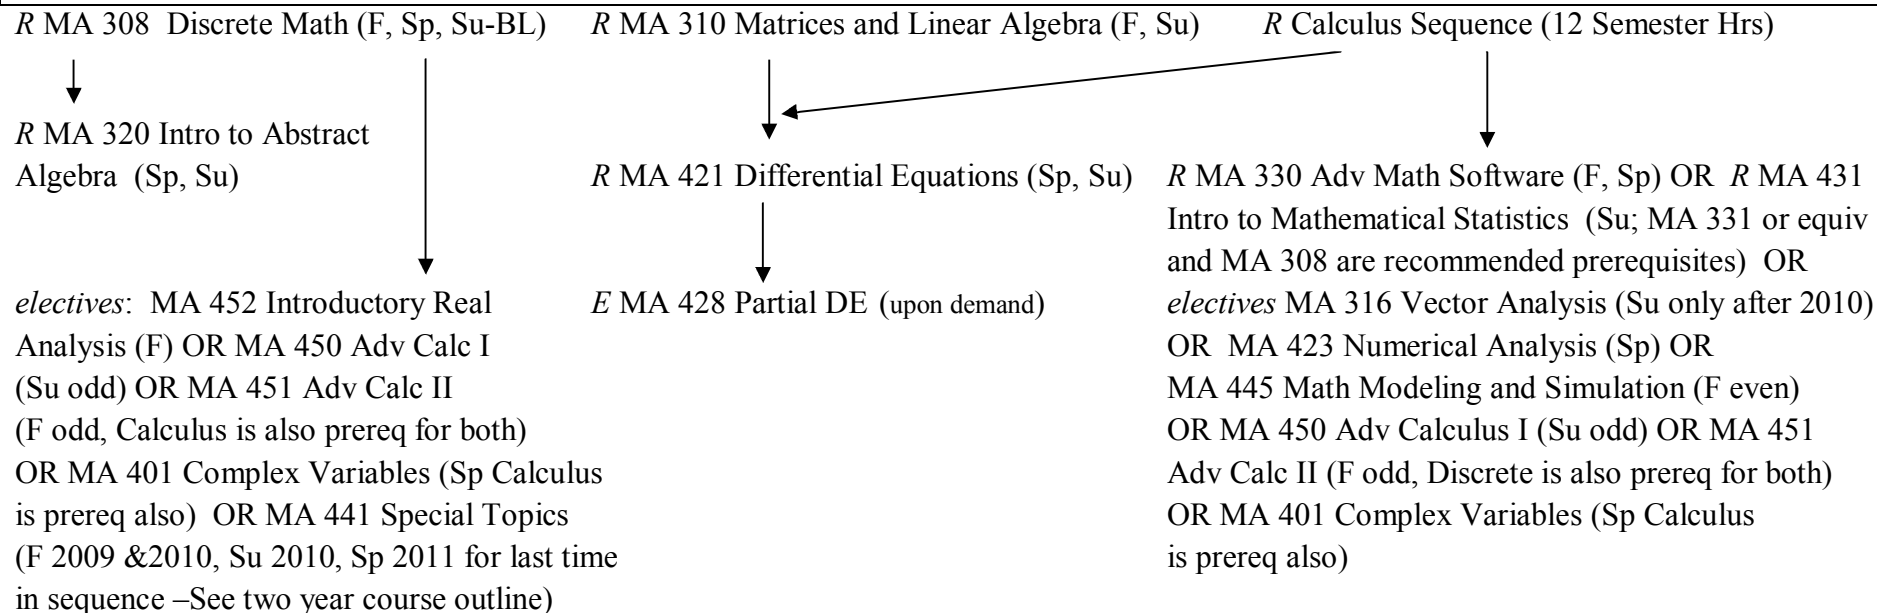 R MA 308 Discrete Math (F, Sp, Su-BL)
R MA 310 Matrices and Linear Algebra (F, Su)
R Calculus Sequence (12 Semester Hrs)
R MA 320 Intro to Abstract
Algebra (Sp, Su)
R MA 421 Differential Equations (Sp, Su)
R MA 330 Adv Math Software (F, Sp) OR R MA 431
Intro to Mathematical Statistics (Su; MA 331 or equiv
and MA 308 are recommended prerequisites) OR
electives MA 316 Vector Analysis (Su only after 2010)
OR MA 423 Numerical Analysis (Sp) OR
MA 445 Math Modeling and Simulation (F even)
OR MA 450 Adv Calculus I (Su odd) OR MA 451
Adv Calc II (F odd, Discrete is also prereq for both)
OR MA 401 Complex Variables (Sp Calculus
is prereq also)
E MA 428 Partial DE (upon demand)
electives: MA 452 Introductory Real
Analysis (F) OR MA 450 Adv Calc I
(Su odd) OR MA 451 Adv Calc II
(F odd, Calculus is also prereq for both)
OR MA 401 Complex Variables (Sp Calculus
is prereq also) OR MA 441 Special Topics
(F 2009 &2010, Su 2010, Sp 2011 for last time
in sequence –See two year course outline)